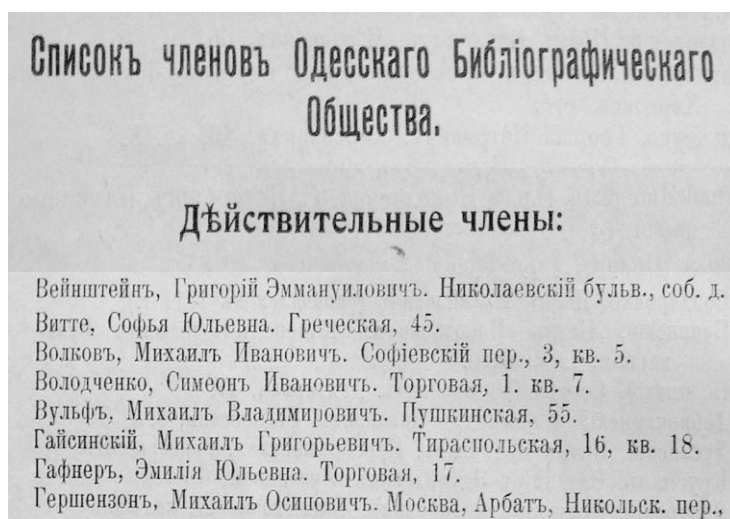 Списокъ членовъ Одесскаго Библіографическаго
Общества.
Дѣйствительные члены:
Вейнштейнъ, Григорій Эммануиловичъ. Николаевскій бульв., соб. д.
Витте, Софья Юльевна. Греческая, 45.
Волковъ, Михаилъ Ивановичъ. Софіевскій пер., 3, кв. 5.
Володченко, Симеонъ Ивановичъ. Торговая, 1. кв. 7.
Вульфъ, Михаилъ Владимировичъ. Пушкинская, 55.
Гайсинскій, Михаилъ Григорьевичъ. Тираспольская, 16, кв. 18.
Гафнеръ, Эмилія Юльевна. Торговая, 17.
Гершензонъ, Михаилъ Осиповичъ. Москва, Арбатъ, Никольск. пер.,